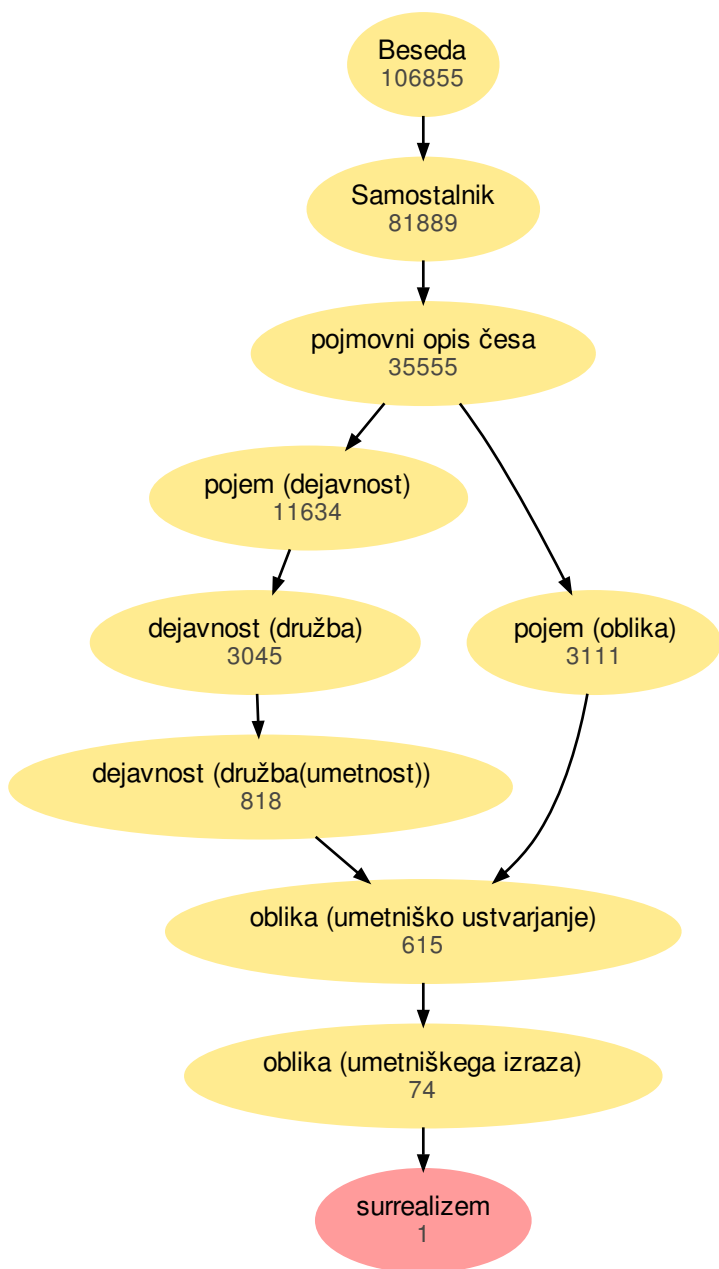 Beseda
106855
Samostalnik
81889
pojmovni opis česa
35555
pojem (dejavnost)
11634
dejavnost (družba)
3045
pojem (oblika)
3111
dejavnost (družba(umetnost))
818
oblika (umetniško ustvarjanje)
615
oblika (umetniškega izraza)
74
surrealizem
1